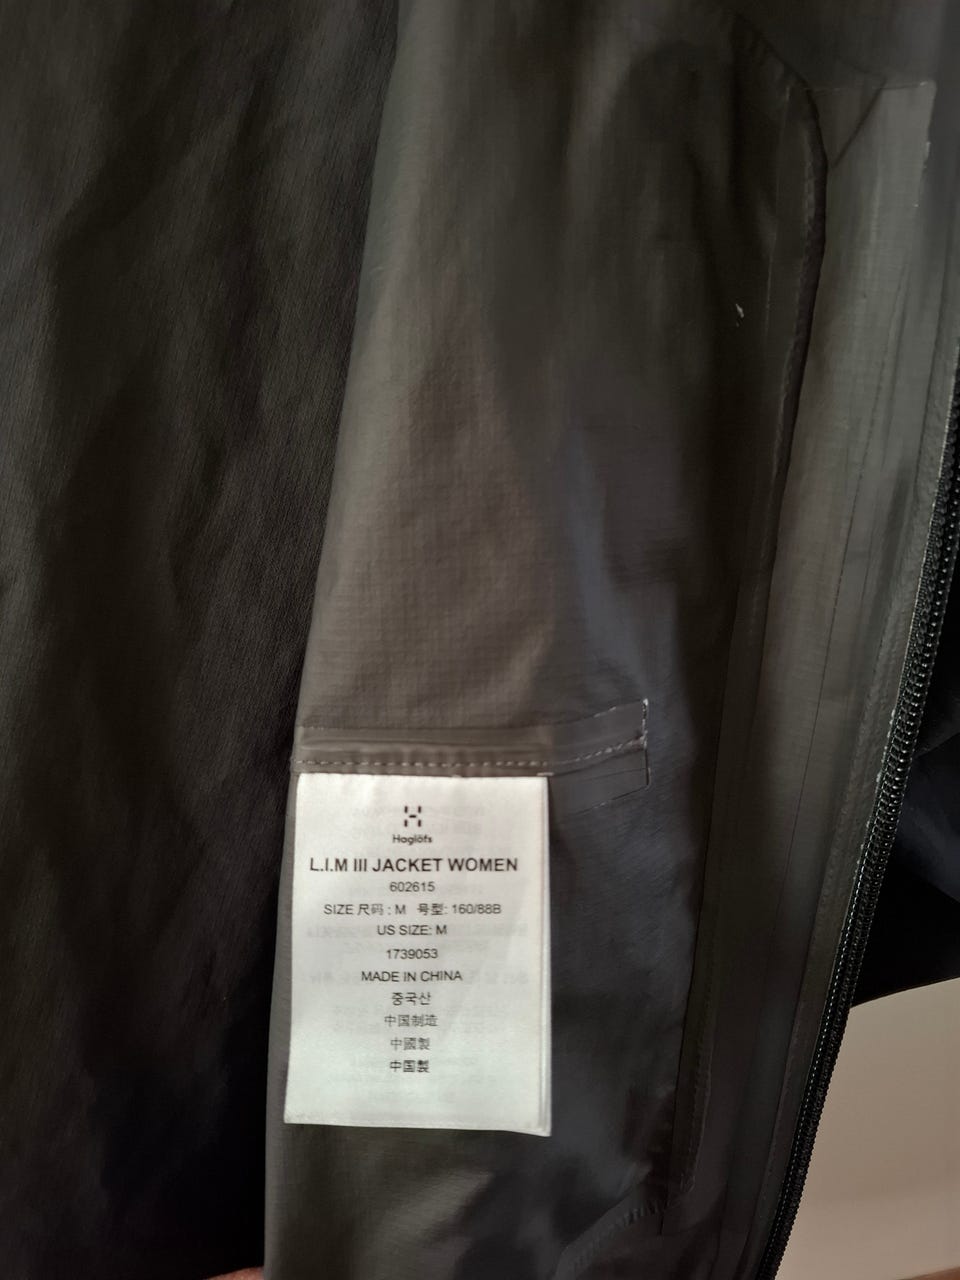 Haglöfs
L.I.M III JACKET WOMEN
602615
SIZE 尺码 : M 号型: 160/88B
US SIZE: M
1739053
MADE IN CHINA
중국산
中国制造
中國製
中国製